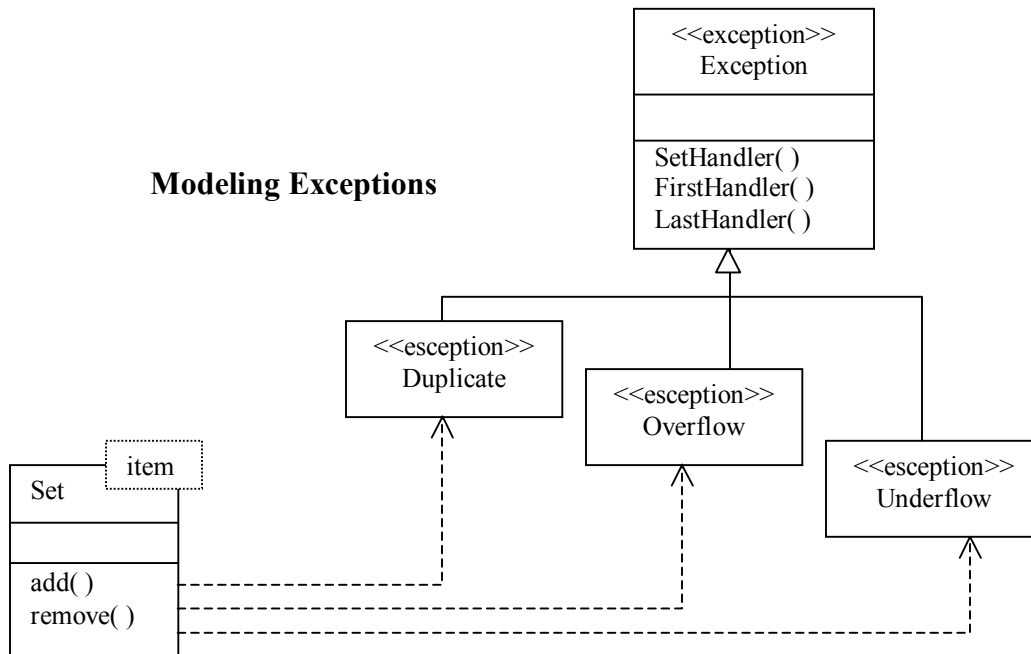 <<exception>>
Exception
SetHandler( )
FirstHandler( )
LastHandler( )
Modeling Exceptions
<<esception>>
Duplicate
<<esception>>
Overflow
<<esception>>
Underflow
item
Set
add( )
remove( )